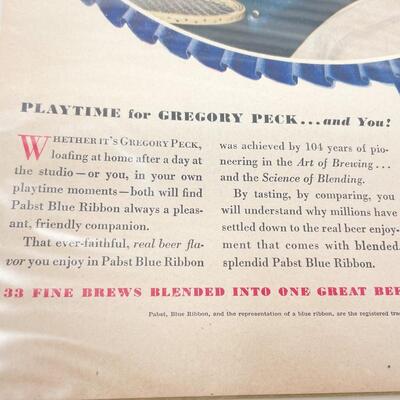 PLAYTIME for GREGORY PECK...and You!
WHETHER IT'S GREGORY PECK,
loafing at home after a day at
the studio—or you, in your own
playtime moments—both will find
Pabst Blue Ribbon always a pleas-
ant, friendly companion.
That ever-faithful, real beer fla-
vor you enjoy in Pabst Blue Ribbon
was achieved by 104 years of pio-
neering in the Art of Brewing...
and the Science of Blending.
By tasting, by comparing, you
will understand why millions have
settled down to the real beer enjoy-
ment that comes with blended,
splendid Pabst Blue Ribbon.
33 FINE BREWS BLENDED INTO ONE GREAT BEE
Pabst, Blue Ribbon, and the representation of a blue ribbon, are the registered tra